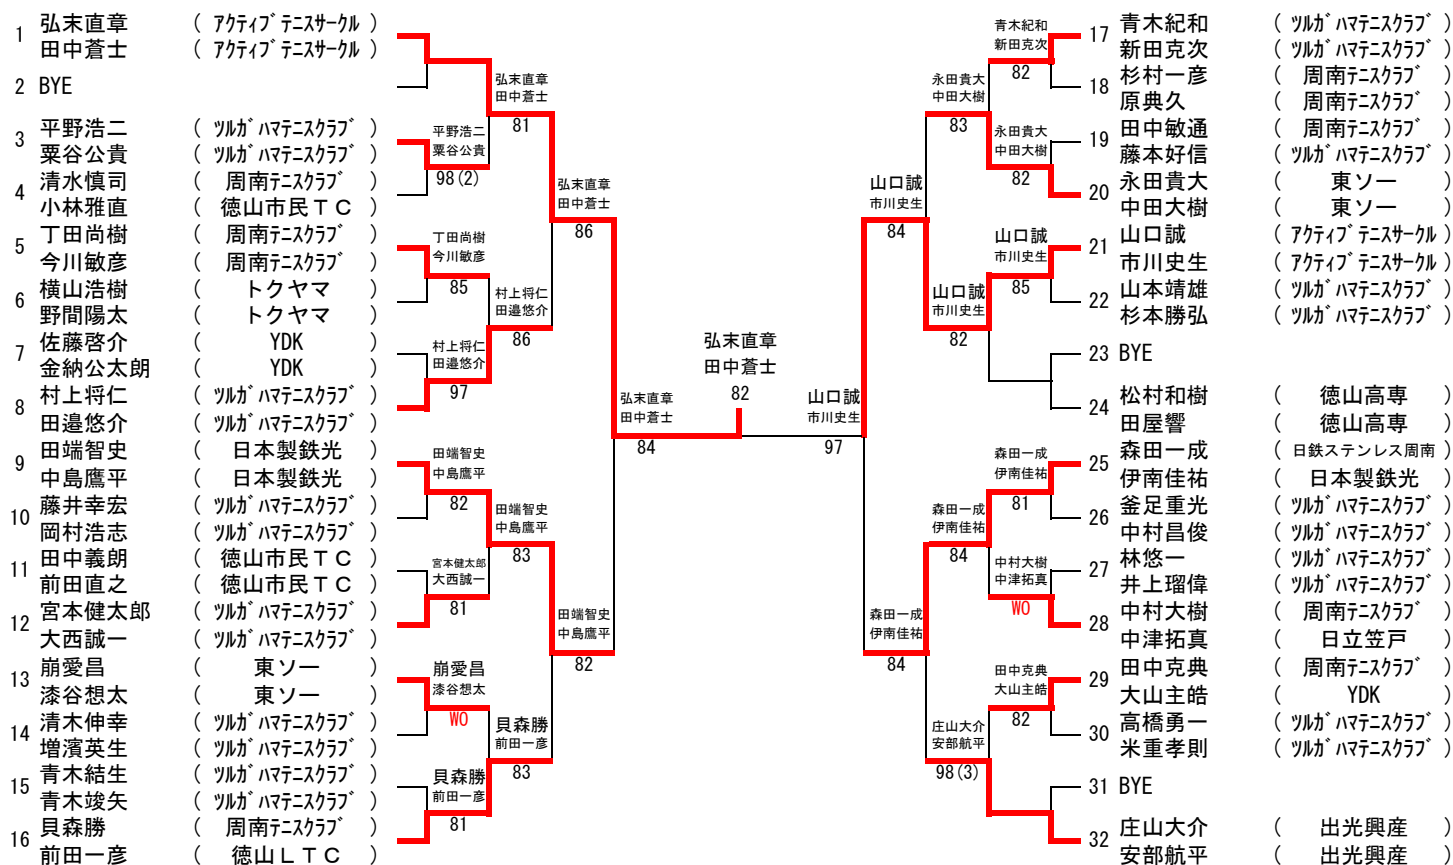 1 弘末直章 ( アクティブテニスサークル )
田中蒼士 ( アクティブテニスサークル )
2 BYE
3 平野浩二 ( ツルガハマテニスクラブ )
粟谷公貴 ( ツルガハマテニスクラブ )
4 清水慎司 ( 周南テニスクラブ )
小林雅直 ( 徳山市民TC )
5 丁田尚樹 ( 周南テニスクラブ )
今川敏彦 ( 周南テニスクラブ )
6 横山浩樹 ( トクヤマ )
野間陽太 ( トクヤマ )
7 佐藤啓介 ( YDK )
金納公太朗 ( YDK )
8 村上将仁 ( ツルガハマテニスクラブ )
田邉悠介 ( ツルガハマテニスクラブ )
9 田端智史 ( 日本製鉄光 )
中島鷹平 ( 日本製鉄光 )
10 藤井幸宏 ( ツルガハマテニスクラブ )
岡村浩志 ( ツルガハマテニスクラブ )
11 田中義朗 ( 徳山市民TC )
前田直之 ( 徳山市民TC )
12 宮本健太郎 ( ツルガハマテニスクラブ )
大西誠一 ( ツルガハマテニスクラブ )
13 崩愛昌 ( 東ソー )
漆谷想太 ( 東ソー )
14 清木伸幸 ( ツルガハマテニスクラブ )
増濱英生 ( ツルガハマテニスクラブ )
15 青木結生 ( ツルガハマテニスクラブ )
青木竣矢 ( ツルガハマテニスクラブ )
16 貝森勝 ( 周南テニスクラブ )
前田一彦 ( 徳山LTC )
平野浩二
粟谷公貴
98(2)
丁田尚樹
今川敏彦
85
村上将仁
田邉悠介
97
田端智史
中島鷹平
82
宮本健太郎
大西誠一
81
崩愛昌
漆谷想太
WO
貝森勝
前田一彦
81
弘末直章
田中蒼士
81
村上将仁
田邉悠介
86
田端智史
中島鷹平
83
貝森勝
前田一彦
83
弘末直章
田中蒼士
86
田端智史
中島鷹平
82
弘末直章
田中蒼士
84
弘末直章
田中蒼士
82
山口誠
市川史生
97
山口誠
市川史生
84
森田一成
伊南佳祐
84
永田貴大
中田大樹
83
山口誠
市川史生
82
森田一成
伊南佳祐
84
庄山大介
安部航平
98(3)
青木紀和
新田克次
82
永田貴大
中田大樹
82
山口誠
市川史生
85
森田一成
伊南佳祐
81
中村大樹
中津拓真
WO
田中克典
大山主皓
82
17 青木紀和 ( ツルガハマテニスクラブ )
新田克次 ( ツルガハマテニスクラブ )
18 杉村一彦 ( 周南テニスクラブ )
原典久 ( 周南テニスクラブ )
19 田中敏通 ( 周南テニスクラブ )
藤本好信 ( ツルガハマテニスクラブ )
20 永田貴大 ( 東ソー )
中田大樹 ( 東ソー )
21 山口誠 ( アクティブテニスサークル )
市川史生 ( アクティブテニスサークル )
22 山本靖雄 ( ツルガハマテニスクラブ )
杉本勝弘 ( ツルガハマテニスクラブ )
23 BYE
24 松村和樹 ( 徳山高専 )
田屋響 ( 徳山高専 )
25 森田一成 ( 日鉄ステンレス周南 )
伊南佳祐 ( 日本製鉄光 )
26 釜足重光 ( ツルガハマテニスクラブ )
中村昌俊 ( ツルガハマテニスクラブ )
27 林悠一 ( ツルガハマテニスクラブ )
井上瑠偉 ( ツルガハマテニスクラブ )
28 中村大樹 ( 周南テニスクラブ )
中津拓真 ( 日立笠戸 )
29 田中克典 ( 周南テニスクラブ )
大山主皓 ( YDK )
30 高橋勇一 ( ツルガハマテニスクラブ )
米重孝則 ( ツルガハマテニスクラブ )
31 BYE
32 庄山大介 ( 出光興産 )
安部航平 ( 出光興産 )